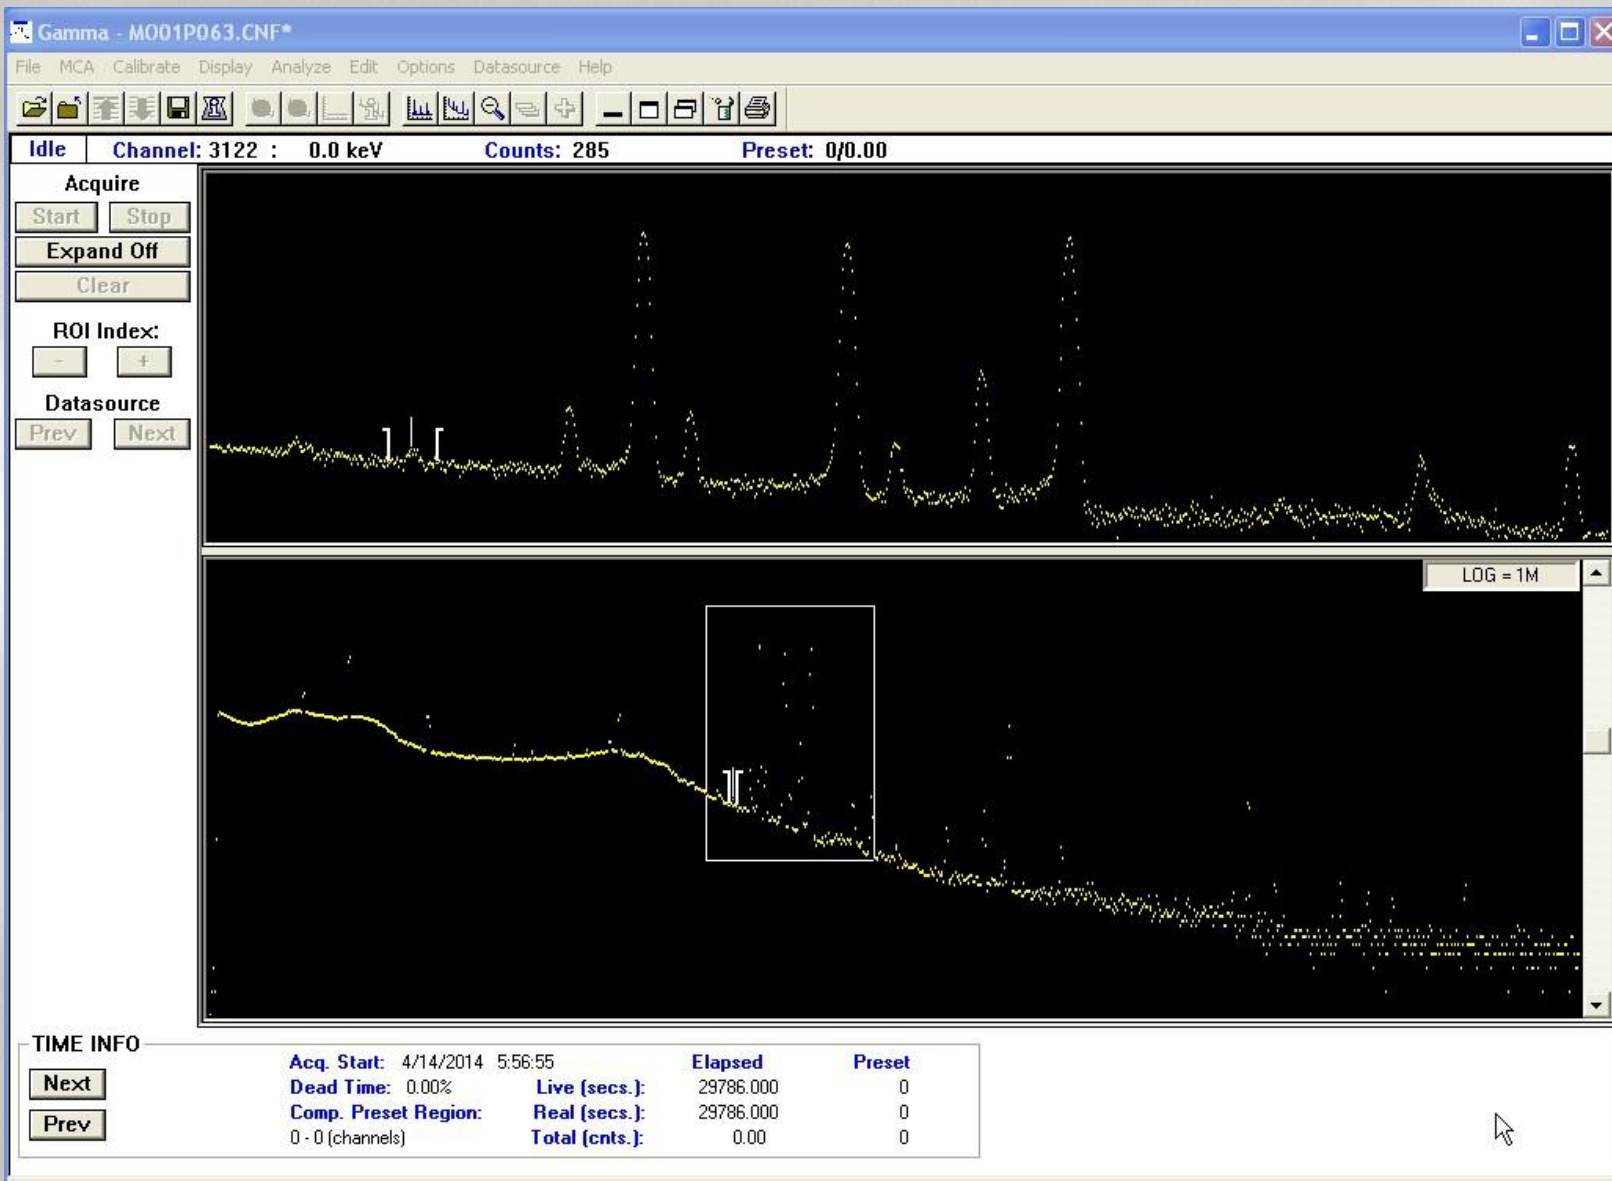 Gamma - MO01P063.CNF*
File MCA Calibrate Display Analyze Edit Options Datasource Help
Idle Channel: 3122 : 0.0 keV Counts: 285 Preset: 0/0.00
Acquire
Start Stop
Expand Off
Clear
ROI Index:
- +
Datasource
Prev Next
LOG = 1M
TIME INFO
Next
Prev
Acq. Start: 4/14/2014 5:56:55 Elapsed Preset
Dead Time: 0.00% Live (secs.): 29786.000 0
Comp. Preset Region: Real (secs.): 29786.000 0
0 - 0 (channels) Total (cnts.): 0.00 0